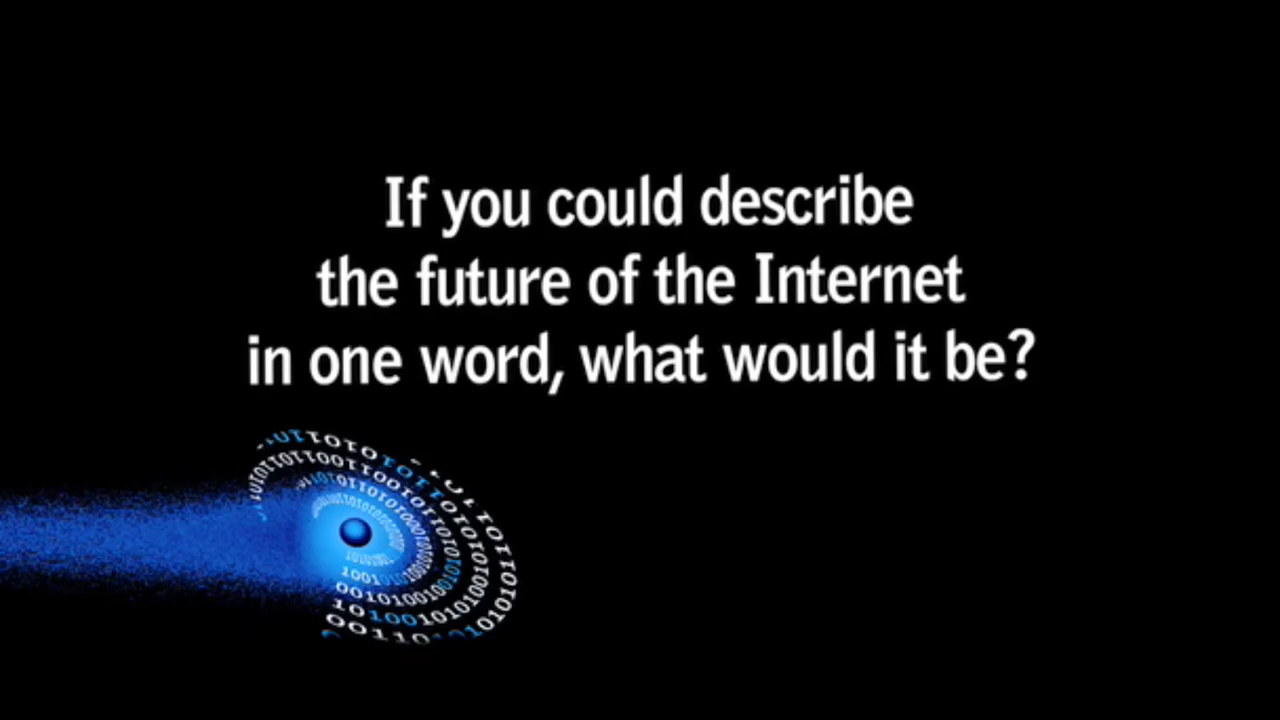 If you could describe
the future of the Internet
in one word, what would it be?